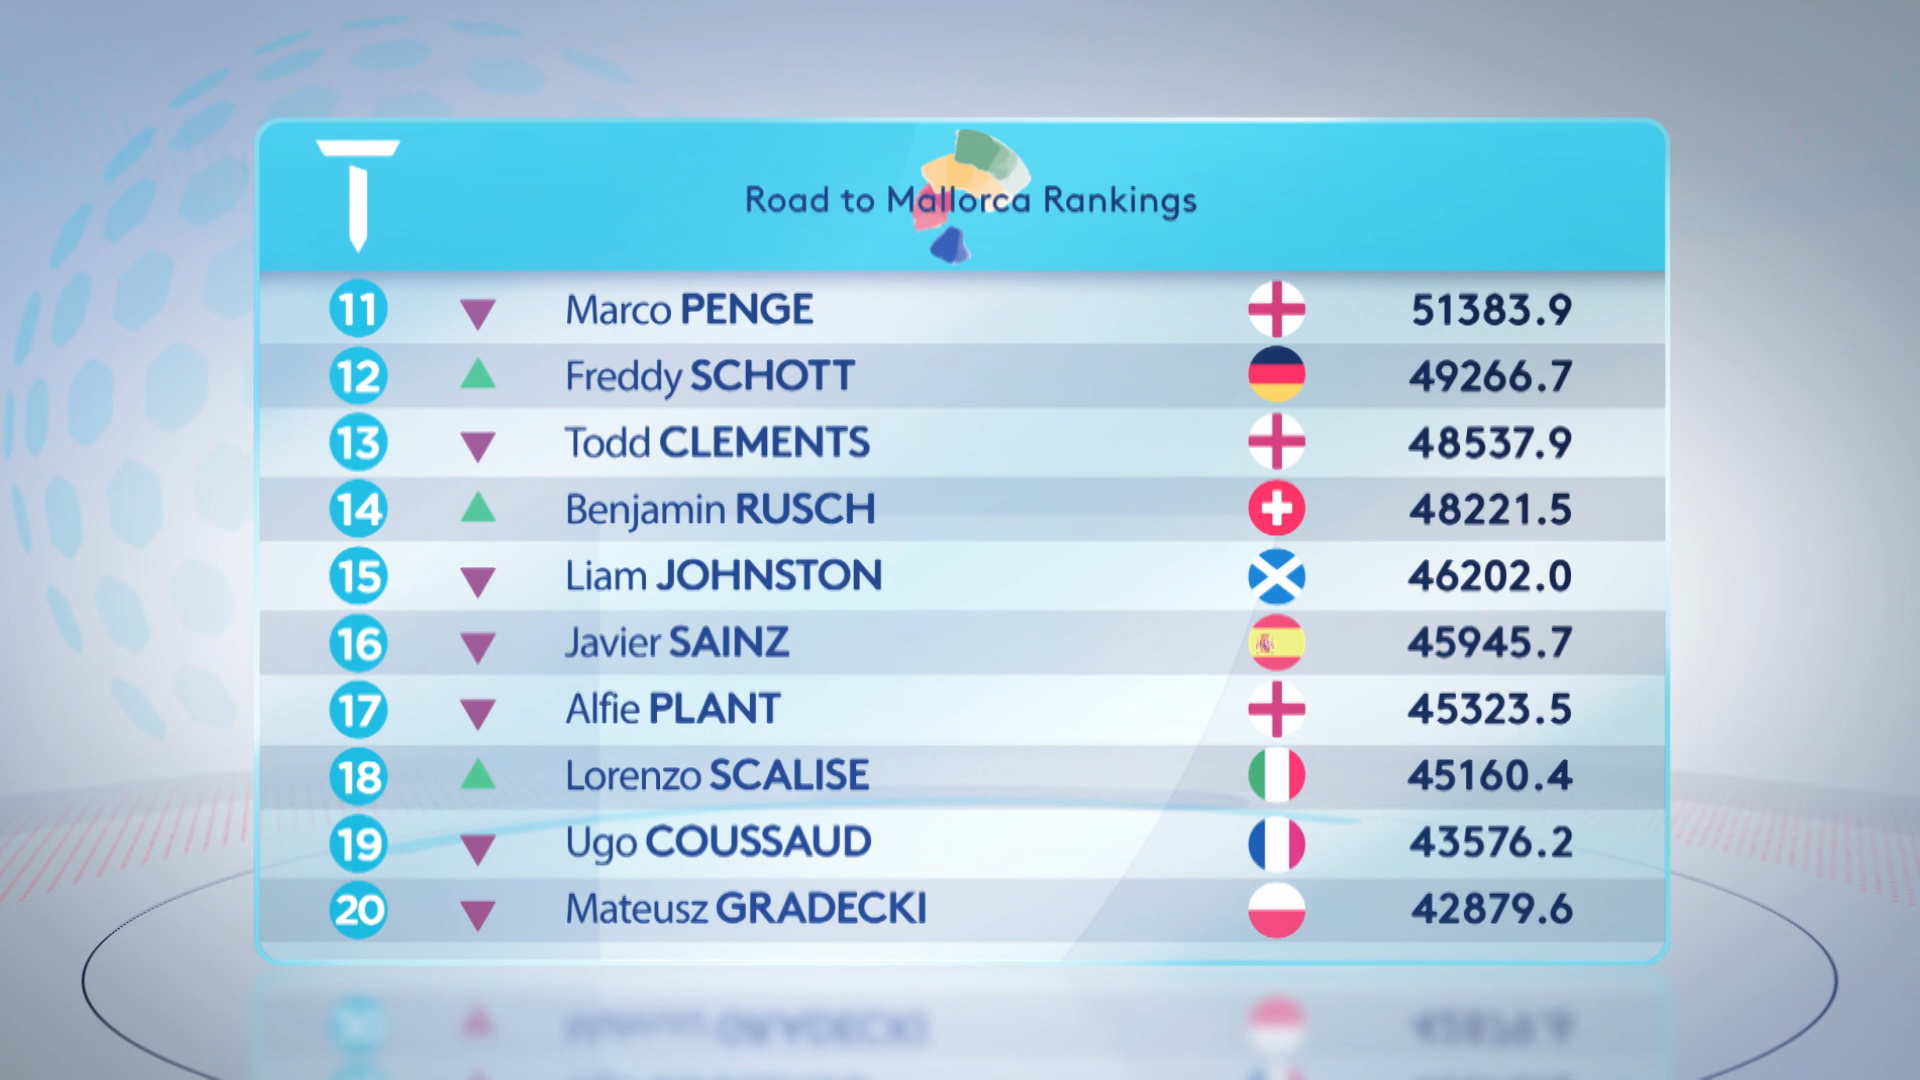 Road to Mallorca Rankings
11 Marco PENGE 51383.9
12 Freddy SCHOTT 49266.7
13 Todd CLEMENTS 48537.9
14 Benjamin RUSCH 48221.5
15 Liam JOHNSTON 46202.0
16 Javier SAINZ 45945.7
17 Alfie PLANT 45323.5
18 Lorenzo SCALISE 45160.4
19 Ugo COUSSAUD 43576.2
20 Mateusz GRADECKI 42879.6